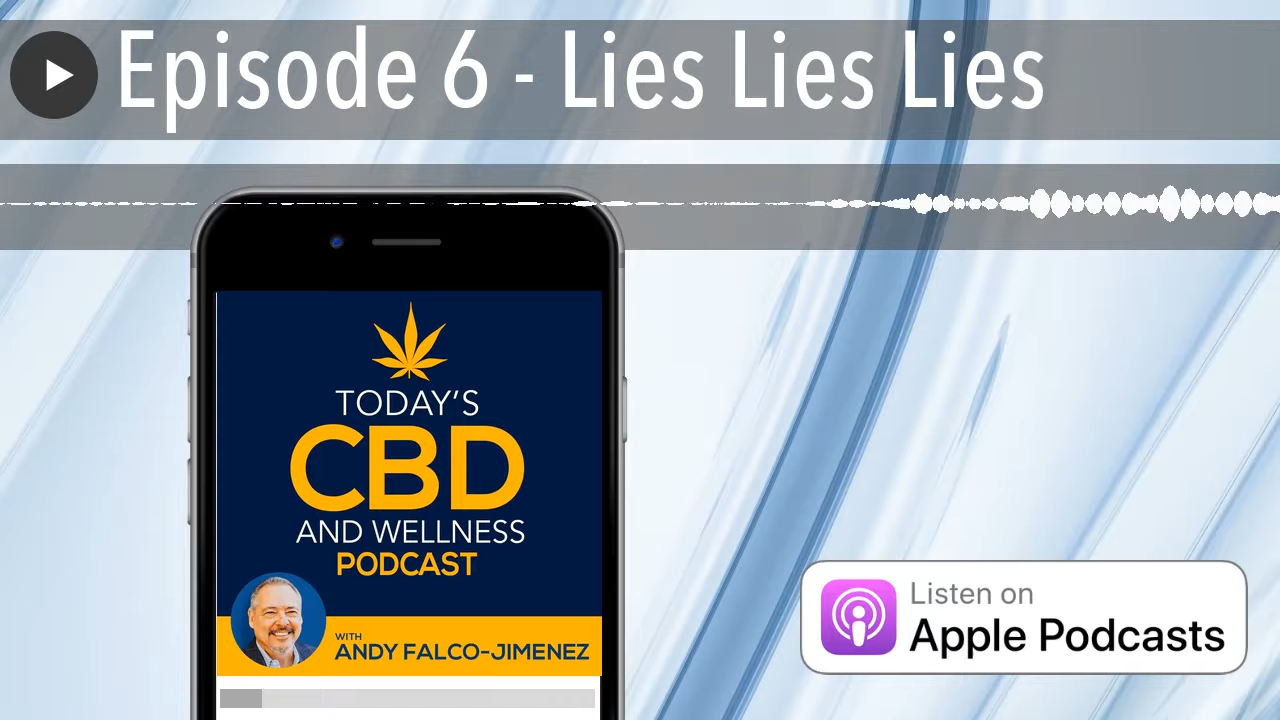 Episode 6 - Lies Lies Lies
TODAY'S
CBD
AND WELLNESS
PODCAST
WITH
ANDY FALCO-JIMENEZ
Listen on
Apple Podcasts